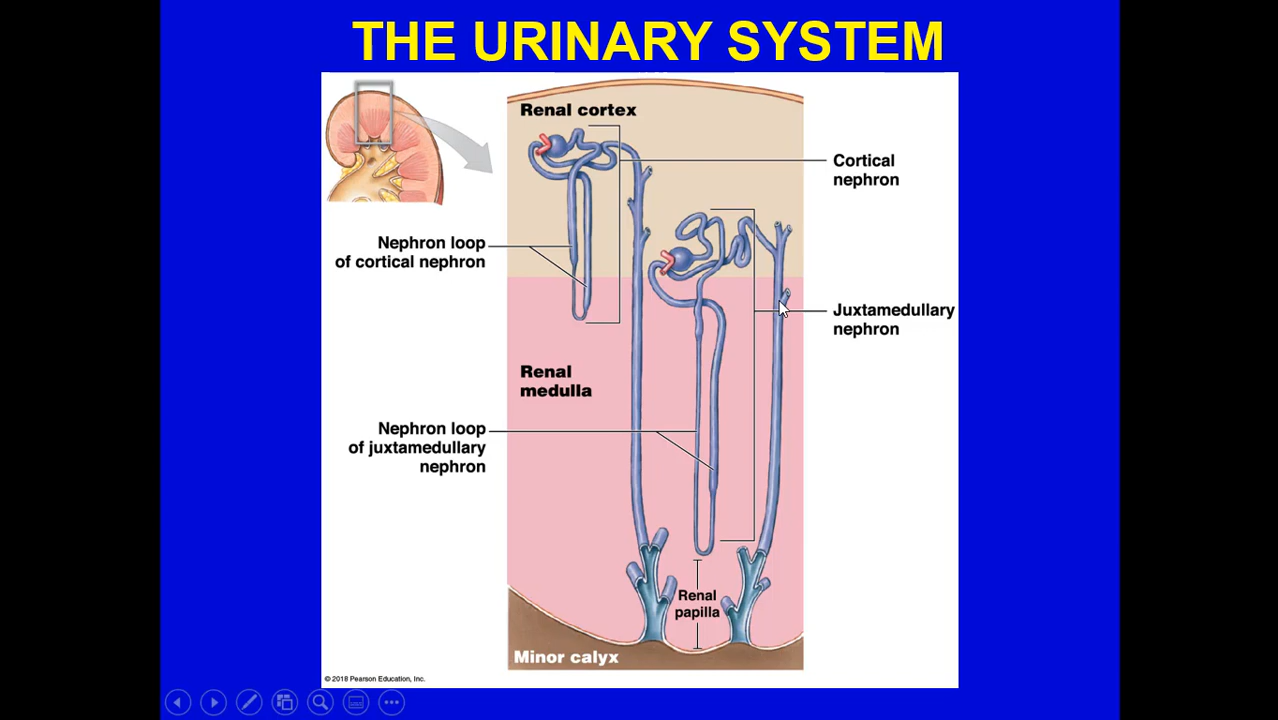 THE URINARY SYSTEM
Renal cortex
Cortical
nephron
Nephron loop
of cortical nephron
Juxtamedullary
nephron
Renal
medulla
Nephron loop
of juxtamedullary
nephron
Renal
papilla
Minor calyx
© 2018 Pearson Education, Inc.